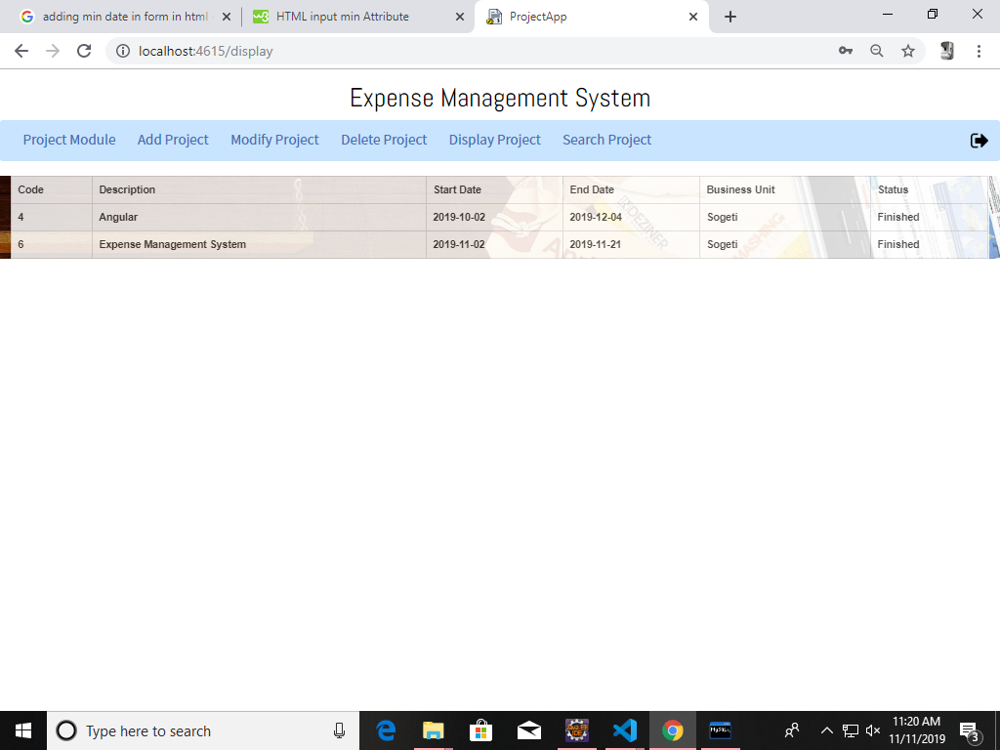 adding min date in form in html
HTML input min Attribute
ProjectApp
localhost:4615/display
Expense Management System
Project Module Add Project Modify Project Delete Project Display Project Search Project
Code Description Start Date End Date Business Unit Status
4 Angular 2019-10-02 2019-12-04 Sogeti Finished
6 Expense Management System 2019-11-02 2019-11-21 Sogeti Finished
Type here to search
11:20 AM
11/11/2019
3